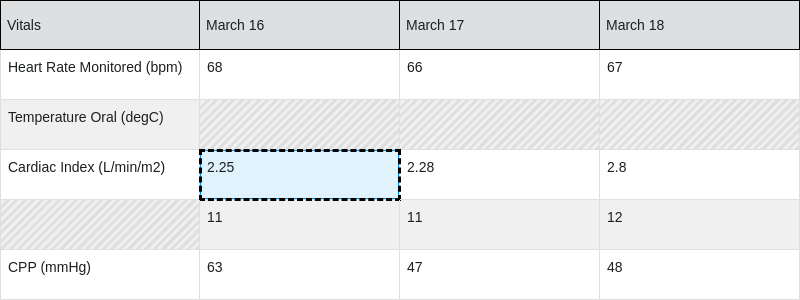 Vitals March 16 March 17 March 18
Heart Rate Monitored (bpm) 68 66 67
Temperature Oral (degC)
Cardiac Index (L/min/m2) 2.25 2.28 2.8
11 11 12
CPP (mmHg) 63 47 48